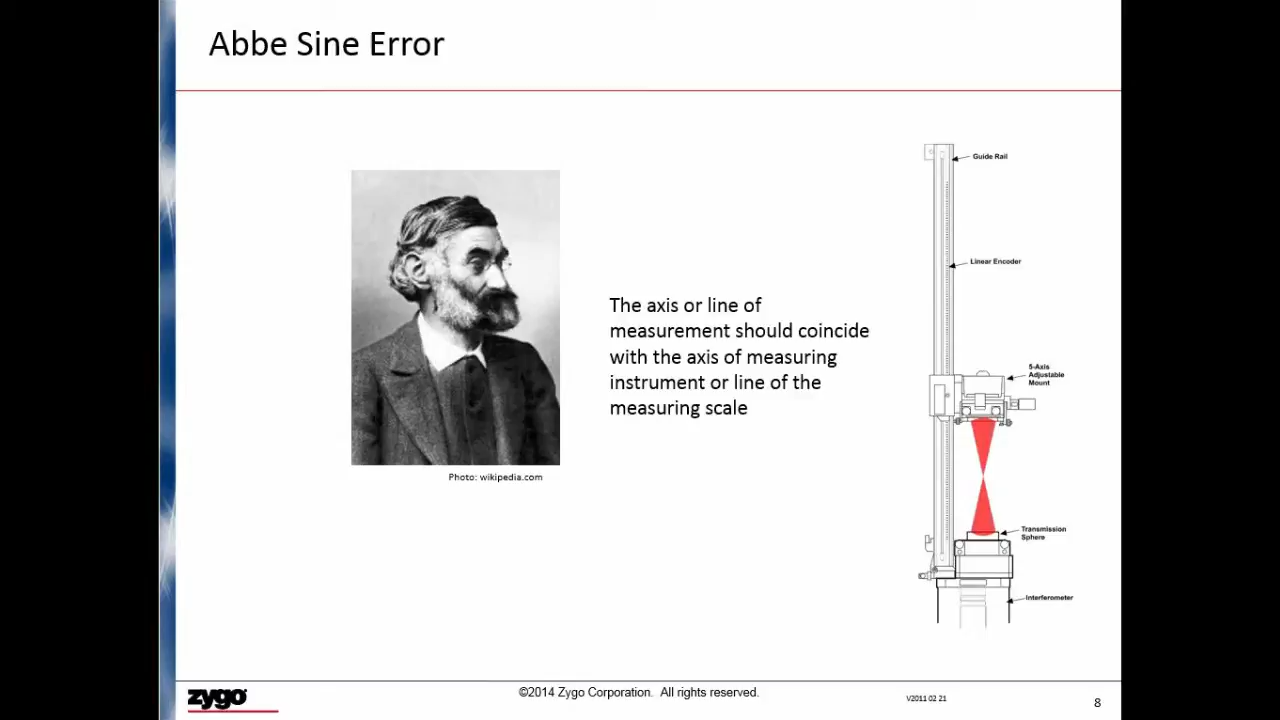 Abbe Sine Error
Guide Rail
Linear Encoder
The axis or line of
measurement should coincide
with the axis of measuring
instrument or line of the
measuring scale
5-Axis
Adjustable
Mount
Photo: wikipedia.com
Transmission
Sphere
Interferometer
zygo
©2014 Zygo Corporation.  All rights reserved.
V2011 02 21
8